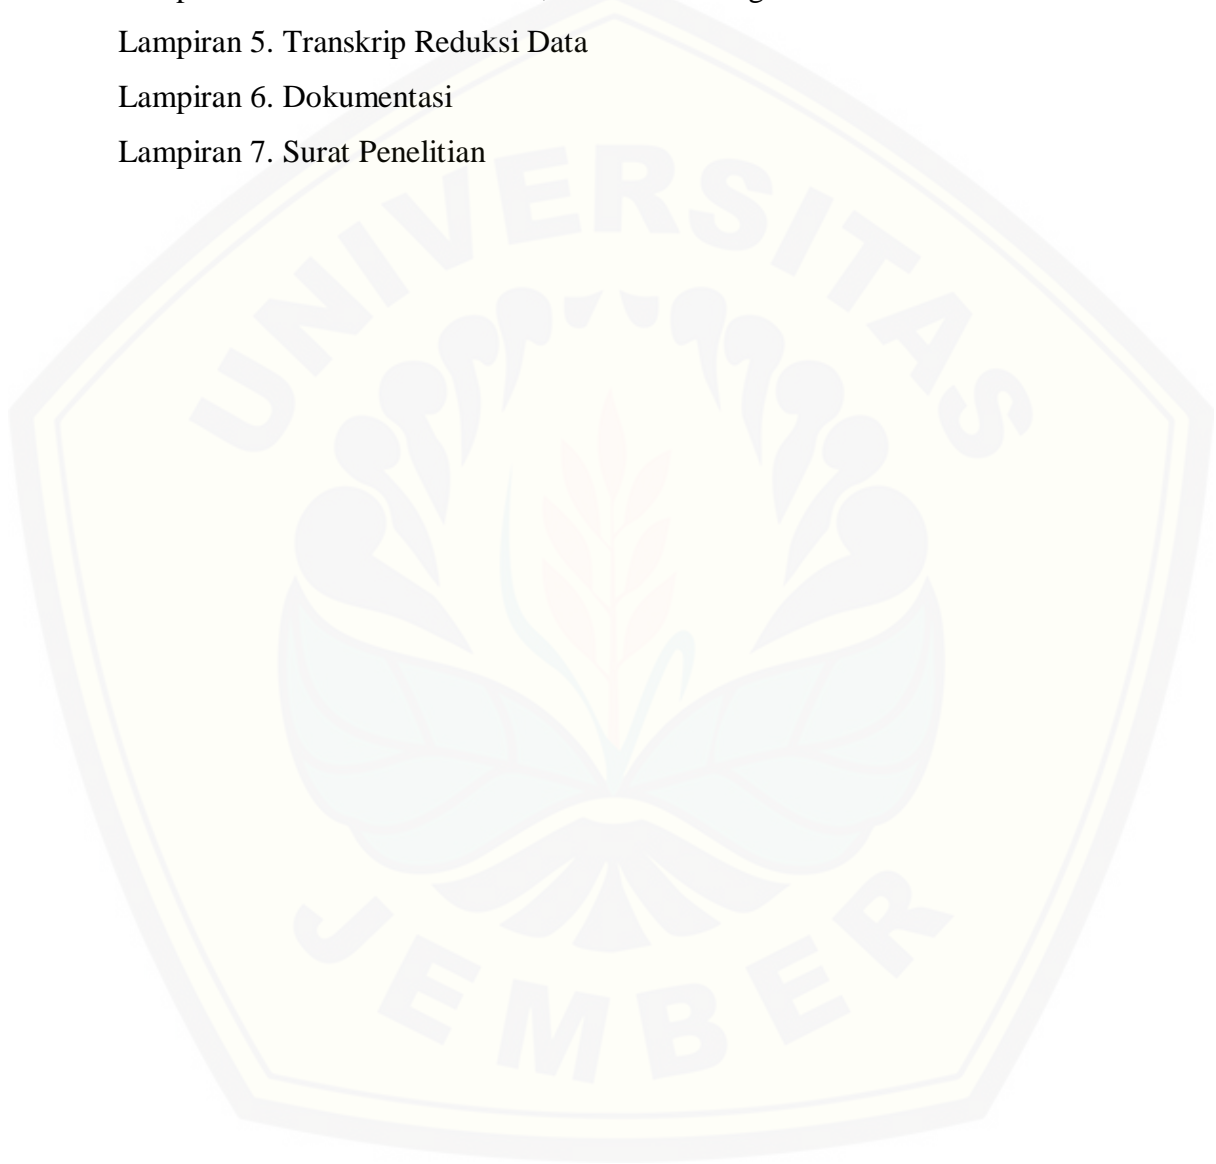 Lampiran 5. Transkrip Reduksi Data
Lampiran 6. Dokumentasi
Lampiran 7. Surat Penelitian
UNIVERSITAS
JEMBER